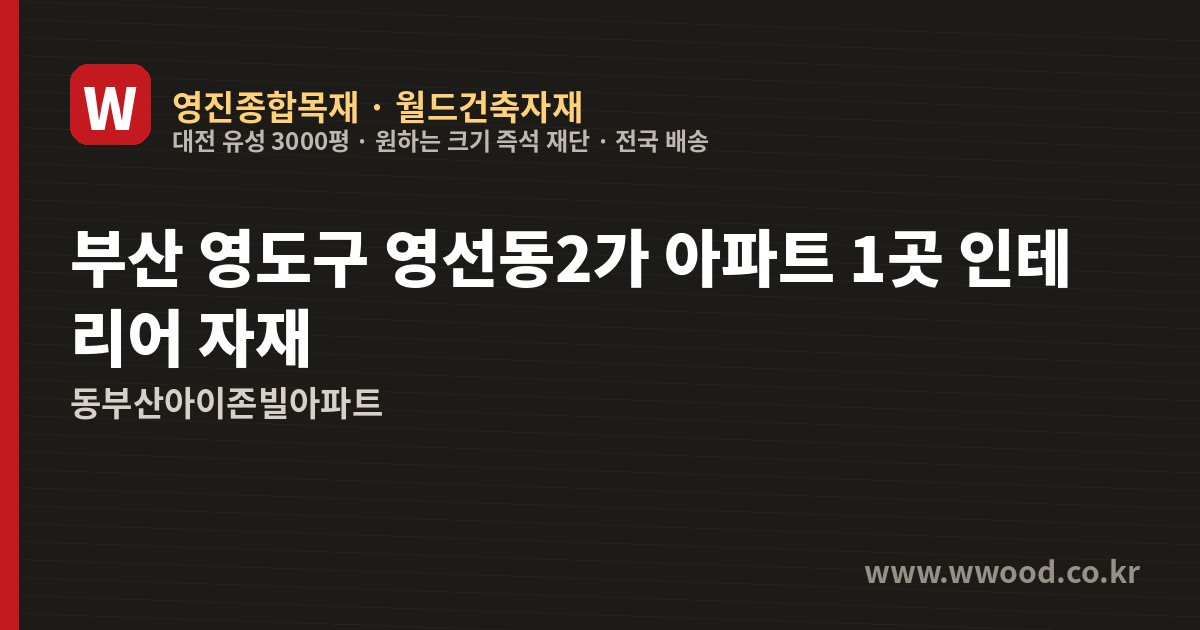 W
영진종합목재 · 월드건축자재
대전 유성 3000평 · 원하는 크기 즉석 재단 · 전국 배송
부산 영도구 영선동2가 아파트 1곳 인테
리어 자재
동부산아이존빌아파트
www.wwood.co.kr